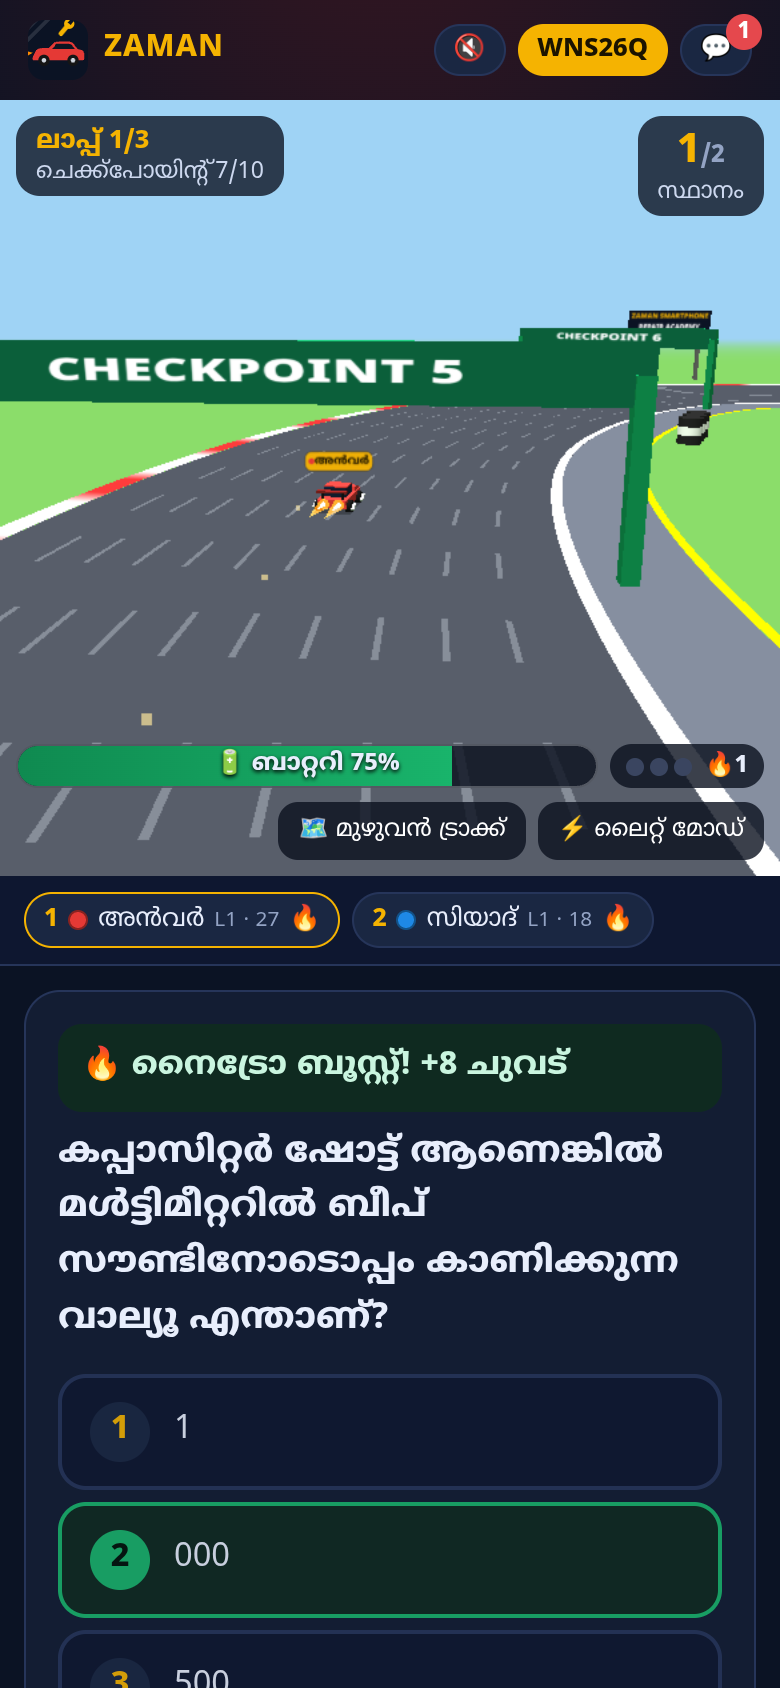 ZAMAN
WNS26Q
1
ലാപ്പ് 1/3
ചെക്ക്പോയിന്റ് 7/10
1/2
സ്ഥാനം
ZAMAN SMARTPHONE
CHECKPOINT 6
CHECKPOINT 5
അൻവർ
ബാറ്ററി 75%
1
മുഴുവൻ ട്രാക്ക്
ലൈറ്റ് മോഡ്
1 അൻവർ L1 · 27
2 സിയാദ് L1 · 18
നൈട്രോ ബൂസ്റ്റ്! +8 ചുവട്
കപ്പാസിറ്റർ ഷോട്ട് ആണെങ്കിൽ
മൾട്ടിമീറ്ററിൽ ബീപ്
സൗണ്ടിനോടൊപ്പം കാണിക്കുന്ന
വാല്യൂ എന്താണ്?
1 1
2 000
3 500